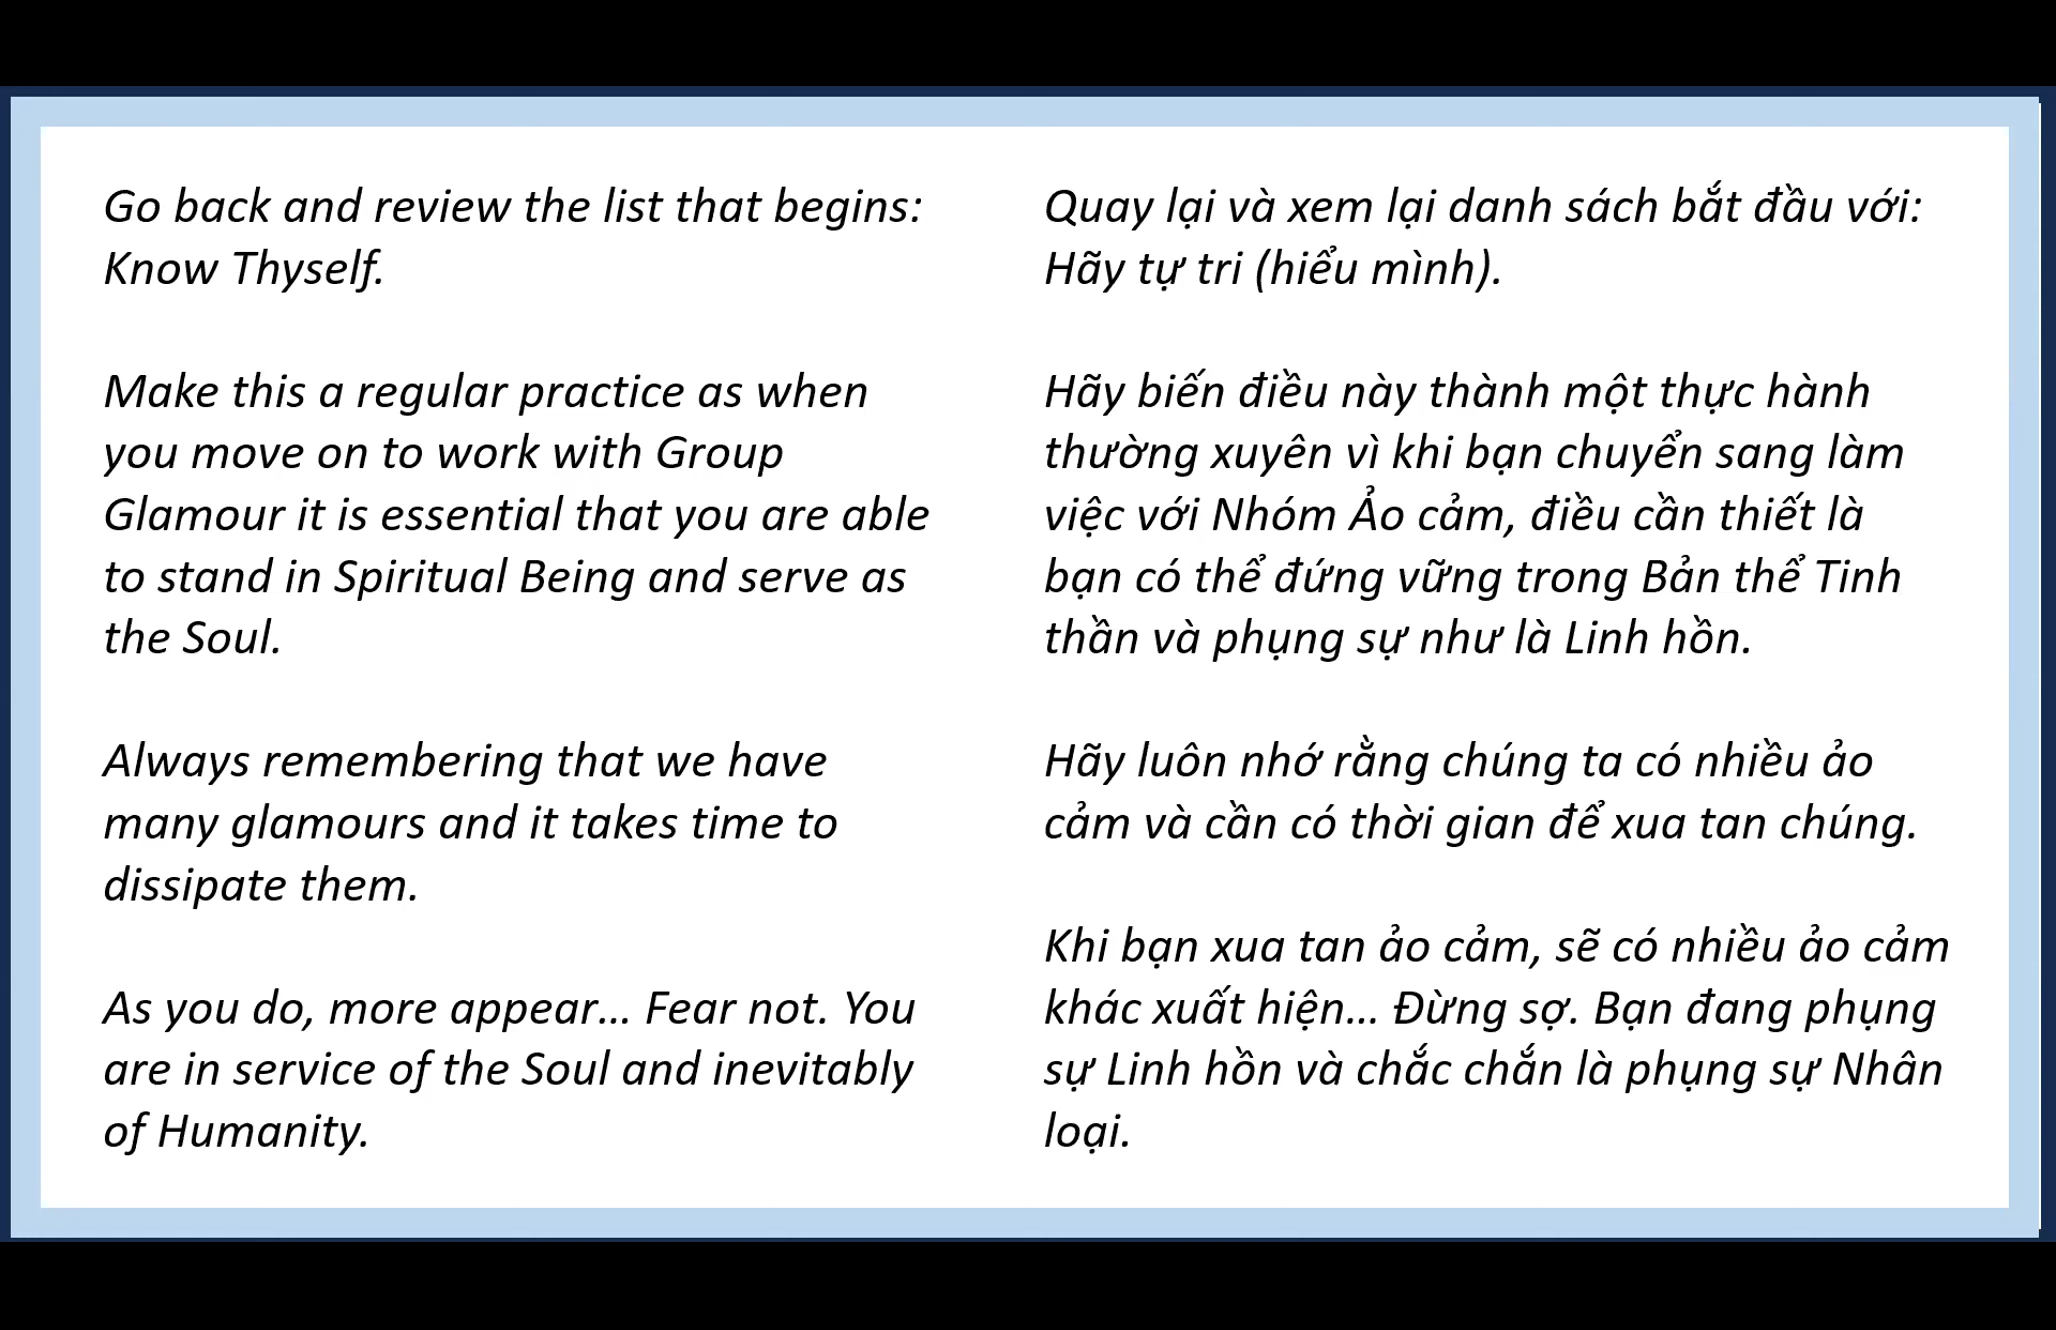 Go back and review the list that begins:
Know Thyself.
Make this a regular practice as when
you move on to work with Group
Glamour it is essential that you are able
to stand in Spiritual Being and serve as
the Soul.
Always remembering that we have
many glamours and it takes time to
dissipate them.
As you do, more appear... Fear not. You
are in service of the Soul and inevitably
of Humanity.
Quay lại và xem lại danh sách bắt đầu với:
Hãy tự tri (hiểu mình).
Hãy biến điều này thành một thực hành
thường xuyên vì khi bạn chuyển sang làm
việc với Nhóm Ảo cảm, điều cần thiết là
bạn có thể đứng vững trong Bản thể Tinh
thần và phụng sự như là Linh hồn.
Hãy luôn nhớ rằng chúng ta có nhiều ảo
cảm và cần có thời gian để xua tan chúng.
Khi bạn xua tan ảo cảm, sẽ có nhiều ảo cảm
khác xuất hiện... Đừng sợ. Bạn đang phụng
sự Linh hồn và chắc chắn là phụng sự Nhân
loại.